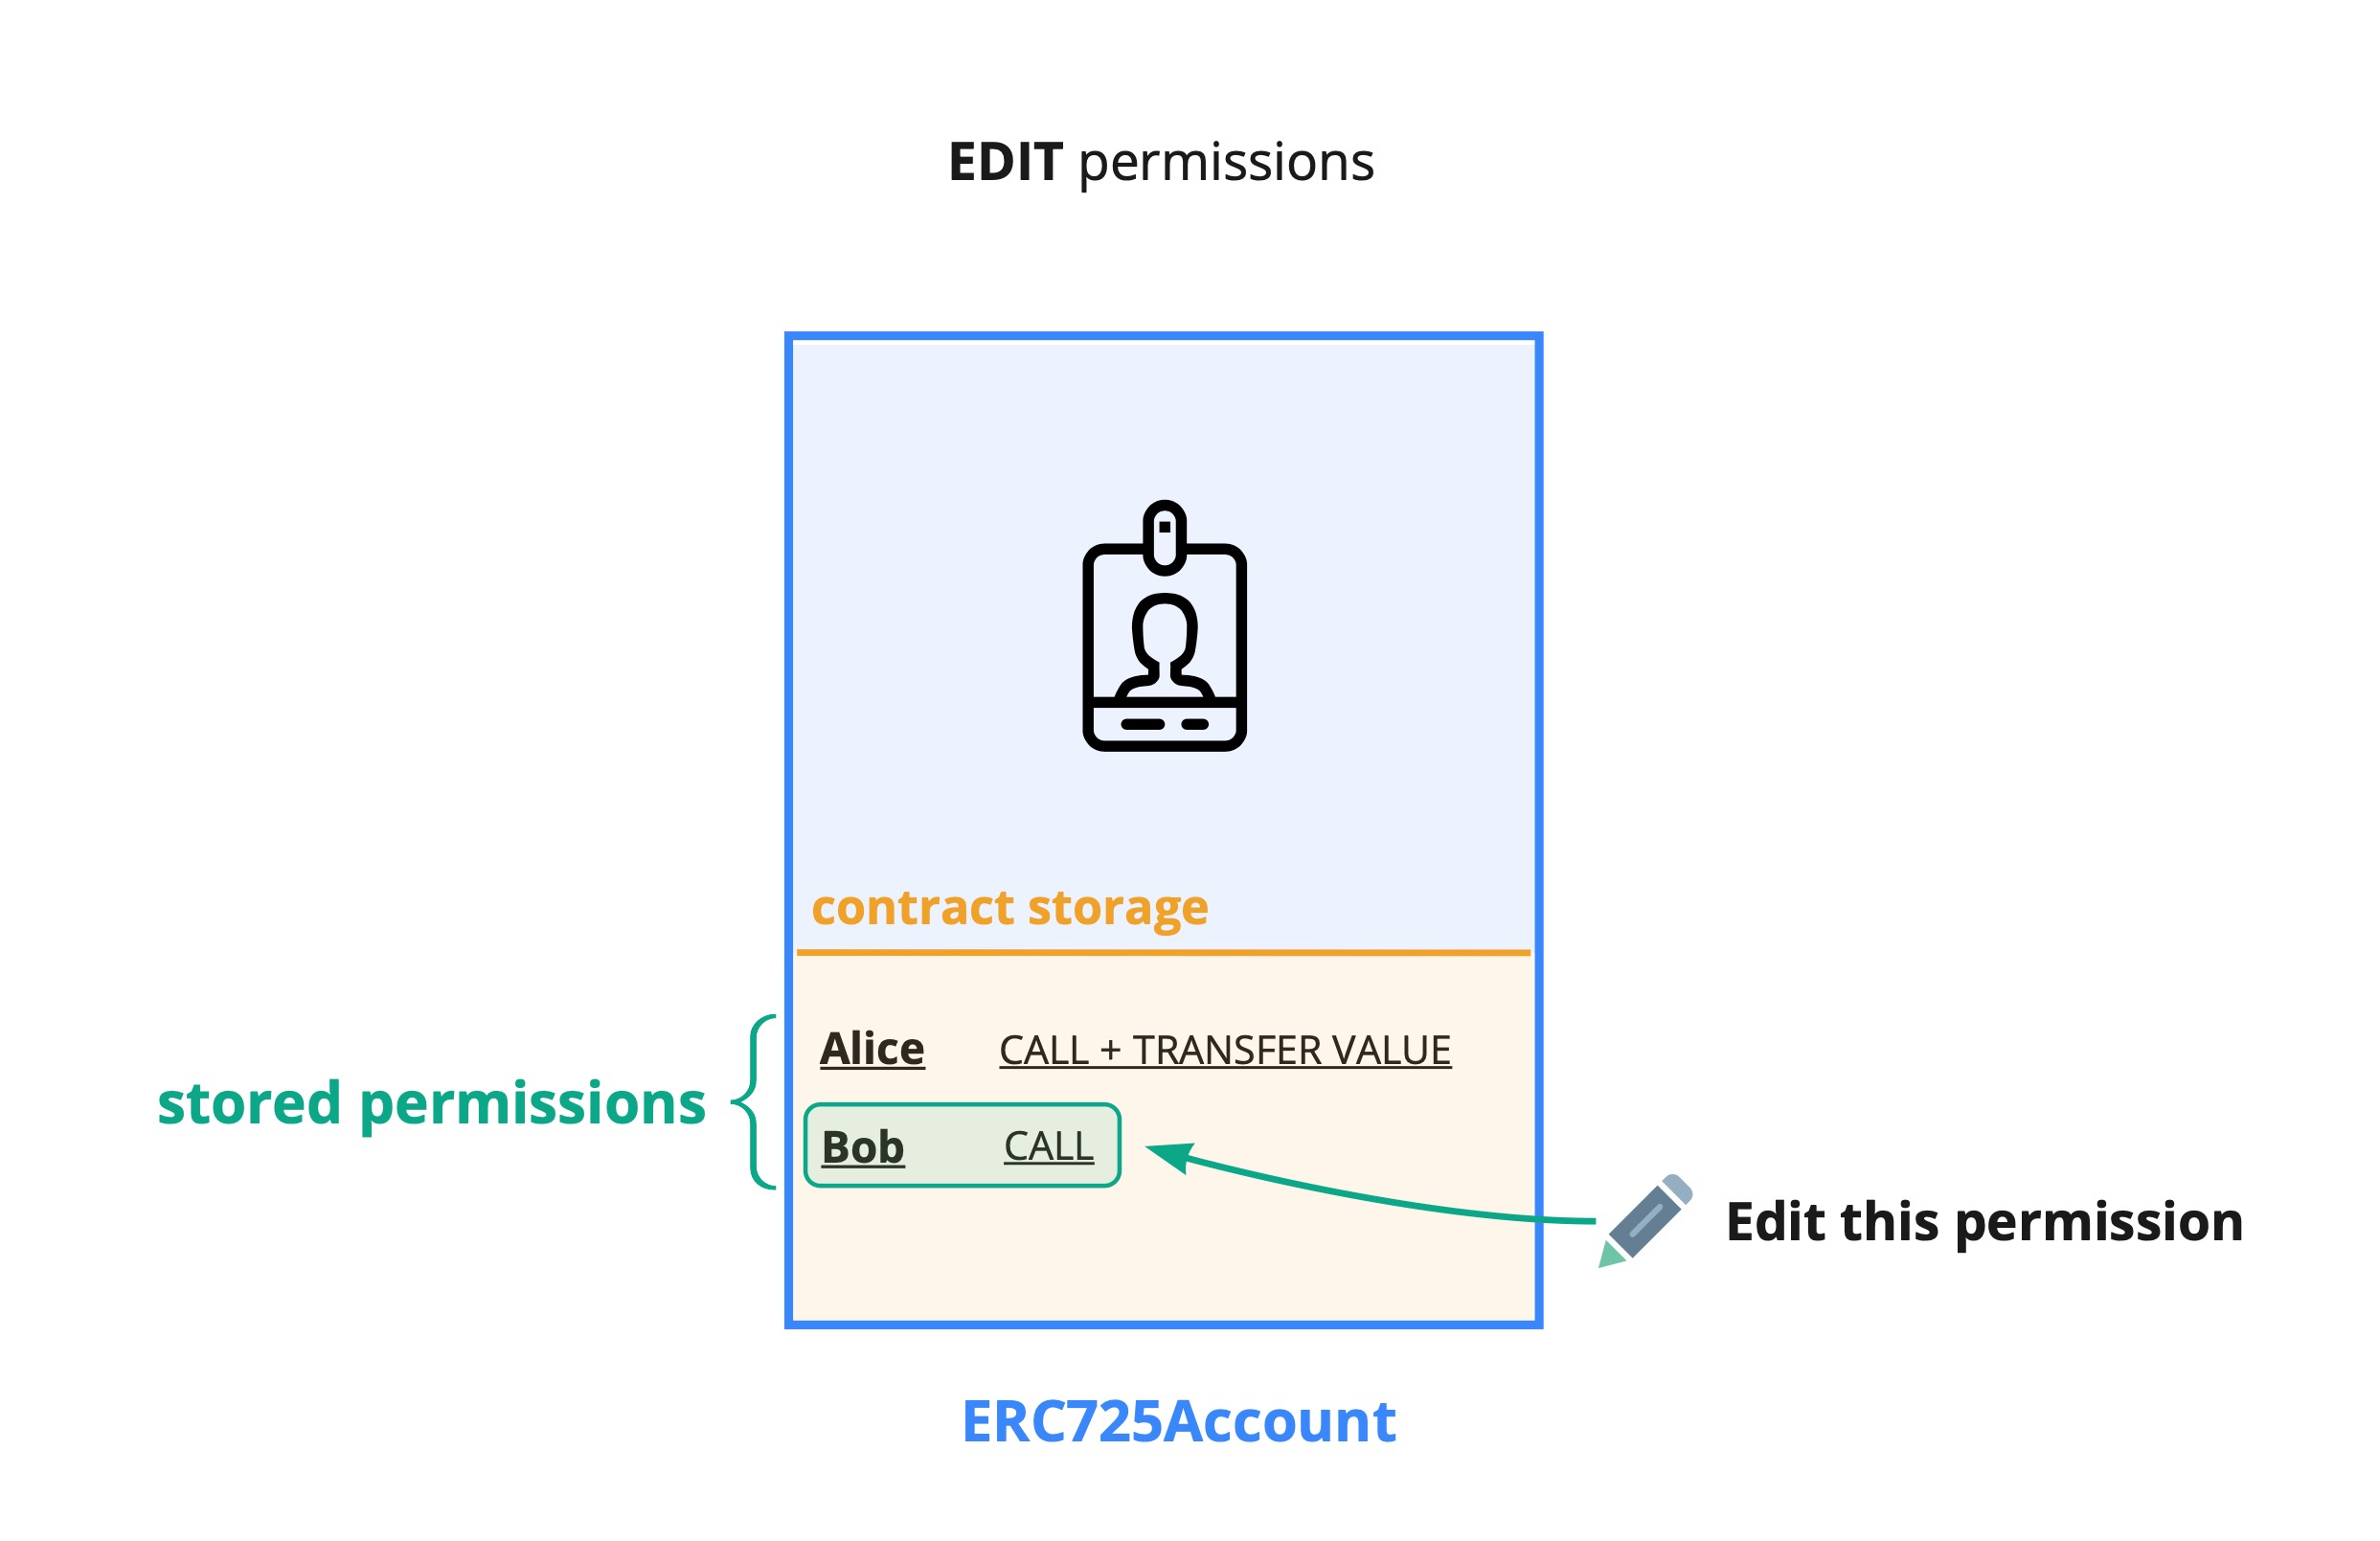 EDIT permissions
contract storage
stored permissions
Alice CALL + TRANSFER VALUE
Bob CALL
Edit this permission
ERC725Account